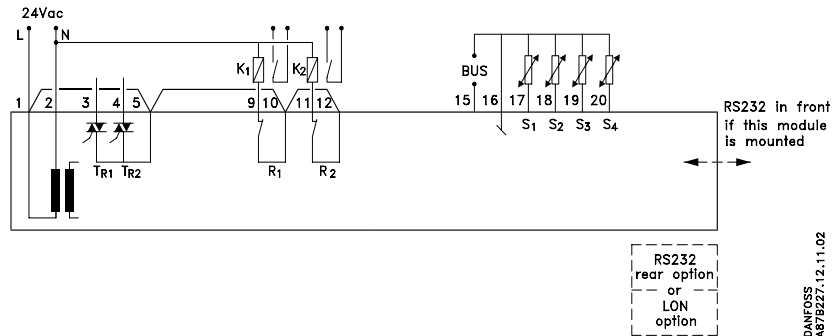 24Vac
L N
K1 K2
BUS
1 2 3 4 5 9 10 11 12 15 16 17 18 19 20
S1 S2 S3 S4
TR1 TR2 R1 R2
RS232 in front
if this module
is mounted
RS232
rear option
or
LON
option
DANFOSS
A87B227.12.11.02